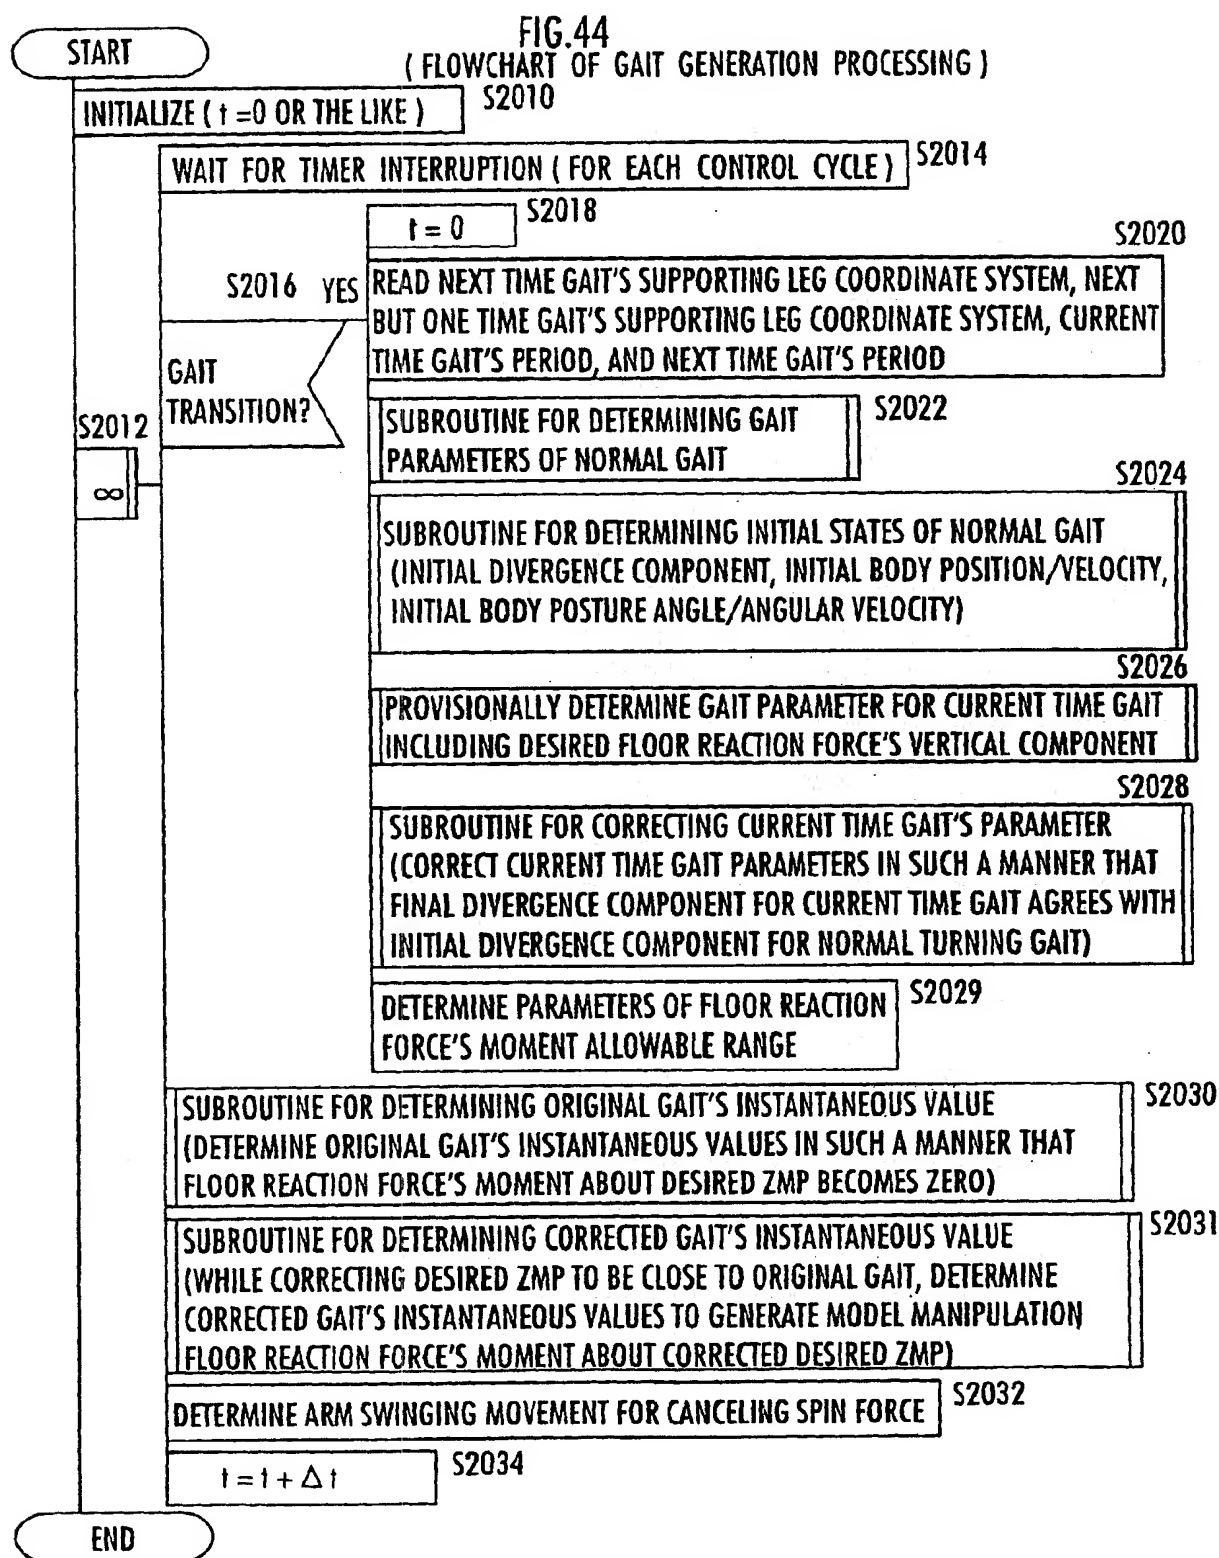 FIG.44
START
( FLOWCHART OF GAIT GENERATION PROCESSING )
INITIALIZE ( t =0 OR THE LIKE )
S2010
WAIT FOR TIMER INTERRUPTION ( FOR EACH CONTROL CYCLE )
S2014
t = 0
S2018
S2020
S2016
YES
READ NEXT TIME GAIT'S SUPPORTING LEG COORDINATE SYSTEM, NEXT
BUT ONE TIME GAIT'S SUPPORTING LEG COORDINATE SYSTEM, CURRENT
TIME GAIT'S PERIOD, AND NEXT TIME GAIT'S PERIOD
GAIT
TRANSITION?
S2012
∞
SUBROUTINE FOR DETERMINING GAIT
PARAMETERS OF NORMAL GAIT
S2022
S2024
SUBROUTINE FOR DETERMINING INITIAL STATES OF NORMAL GAIT
(INITIAL DIVERGENCE COMPONENT, INITIAL BODY POSITION/VELOCITY,
INITIAL BODY POSTURE ANGLE/ANGULAR VELOCITY)
S2026
PROVISIONALLY DETERMINE GAIT PARAMETER FOR CURRENT TIME GAIT
INCLUDING DESIRED FLOOR REACTION FORCE'S VERTICAL COMPONENT
S2028
SUBROUTINE FOR CORRECTING CURRENT TIME GAIT'S PARAMETER
(CORRECT CURRENT TIME GAIT PARAMETERS IN SUCH A MANNER THAT
FINAL DIVERGENCE COMPONENT FOR CURRENT TIME GAIT AGREES WITH
INITIAL DIVERGENCE COMPONENT FOR NORMAL TURNING GAIT)
DETERMINE PARAMETERS OF FLOOR REACTION
FORCE'S MOMENT ALLOWABLE RANGE
S2029
SUBROUTINE FOR DETERMINING ORIGINAL GAIT'S INSTANTANEOUS VALUE
(DETERMINE ORIGINAL GAIT'S INSTANTANEOUS VALUES IN SUCH A MANNER THAT
FLOOR REACTION FORCE'S MOMENT ABOUT DESIRED ZMP BECOMES ZERO)
S2030
SUBROUTINE FOR DETERMINING CORRECTED GAIT'S INSTANTANEOUS VALUE
(WHILE CORRECTING DESIRED ZMP TO BE CLOSE TO ORIGINAL GAIT, DETERMINE
CORRECTED GAIT'S INSTANTANEOUS VALUES TO GENERATE MODEL MANIPULATION
FLOOR REACTION FORCE'S MOMENT ABOUT CORRECTED DESIRED ZMP)
S2031
DETERMINE ARM SWINGING MOVEMENT FOR CANCELING SPIN FORCE
S2032
t = t + Δ t
S2034
END